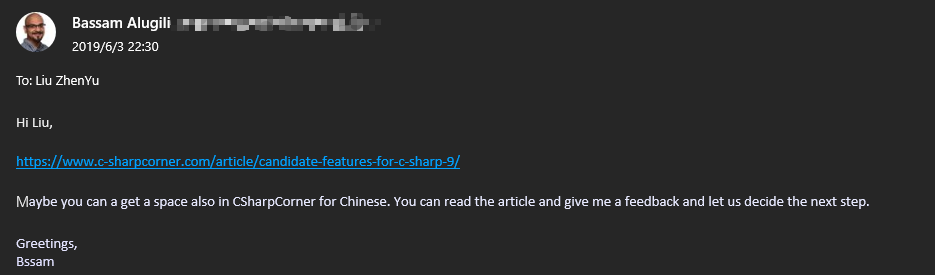 Bassam Alugili
2019/6/3 22:30
To: Liu ZhenYu
Hi Liu,
https://www.c-sharpcorner.com/article/candidate-features-for-c-sharp-9/
Maybe you can a get a space also in CSharpCorner for Chinese. You can read the article and give me a feedback and let us decide the next step.
Greetings,
Bssam